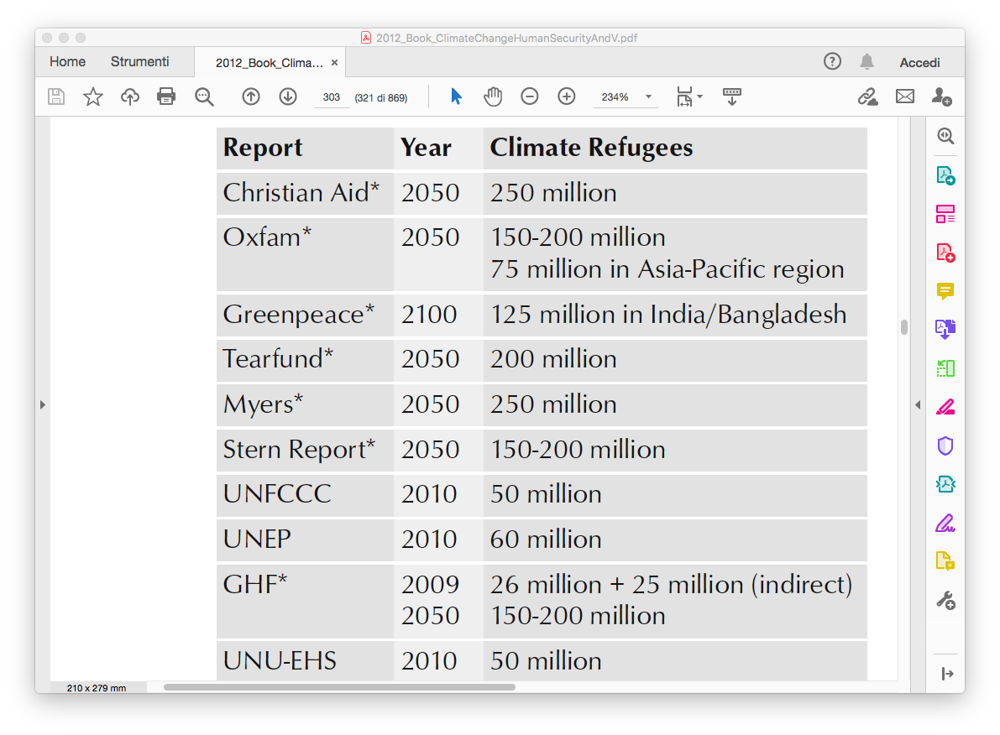 2012_Book_ClimateChangeHumanSecurityAndV.pdf
Home Strumenti 2012_Book_Clima... × ? Accedi
303 (321 di 869) 234%
Report Year Climate Refugees
Christian Aid* 2050 250 million
Oxfam* 2050 150-200 million
75 million in Asia-Pacific region
Greenpeace* 2100 125 million in India/Bangladesh
Tearfund* 2050 200 million
Myers* 2050 250 million
Stern Report* 2050 150-200 million
UNFCCC 2010 50 million
UNEP 2010 60 million
GHF* 2009 26 million + 25 million (indirect)
2050 150-200 million
UNU-EHS 2010 50 million
210 x 279 mm